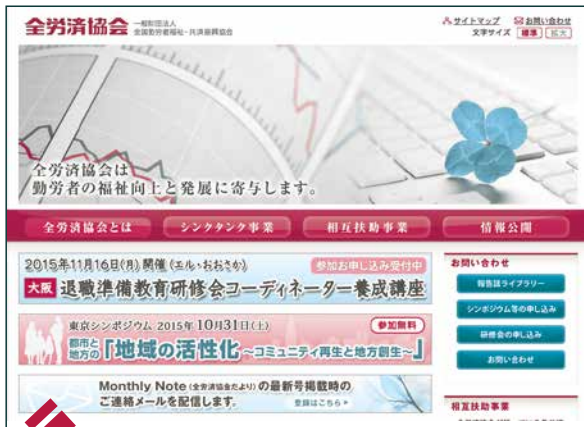 全労済協会 一般財団法人
全国勤労者福祉・共済振興協会
サイトマップ お問い合わせ
文字サイズ 標準 拡大
全労済協会は
勤労者の福祉向上と発展に寄与します。
全労済協会とは シンクタンク事業 相互扶助事業 情報公開
2015年11月16日(月)開催(エル・おおさか) 参加お申し込み受付中
大阪 退職準備教育研修会コーディネーター養成講座
東京シンポジウム 2015年10月31日(土) 参加無料
都市と
地方の「地域の活性化 ~コミュニティ再生と地方創生~」
Monthly Note(全労済協会だより)の最新号掲載時の
ご連絡メールを配信します。 登録はこちら
お問い合わせ
報告誌ライブラリー
シンポジウム等の申し込み
研修会の申し込み
お問い合わせ
相互扶助事業